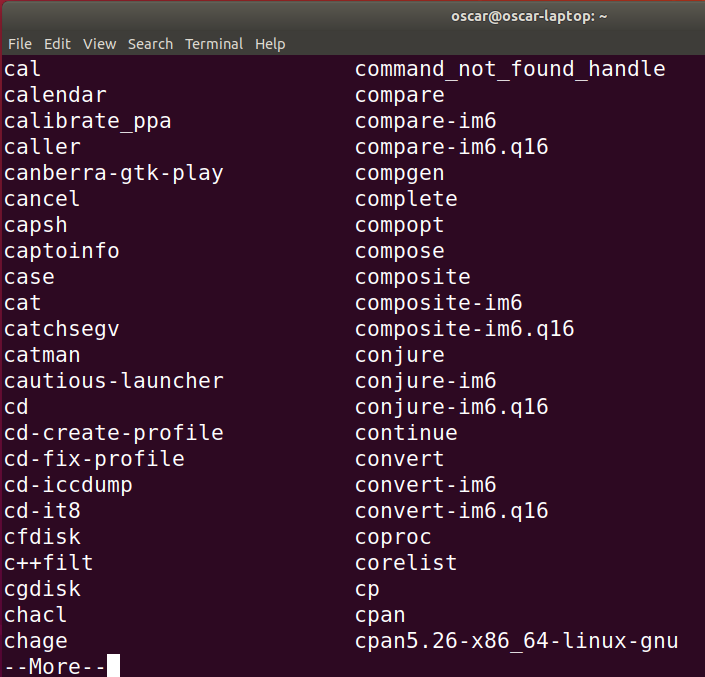 oscar@oscar-laptop: ~
File Edit View Search Terminal Help
cal command_not_found_handle
calendar compare
calibrate_ppa compare-im6
caller compare-im6.q16
canberra-gtk-play compgen
cancel complete
capsh compopt
captoinfo compose
case composite
cat composite-im6
catchsegv composite-im6.q16
catman conjure
cautious-launcher conjure-im6
cd conjure-im6.q16
cd-create-profile continue
cd-fix-profile convert
cd-iccdump convert-im6
cd-it8 convert-im6.q16
cfdisk coproc
c++filt corelist
cgdisk cp
chacl cpan
chage cpan5.26-x86_64-linux-gnu
--More--